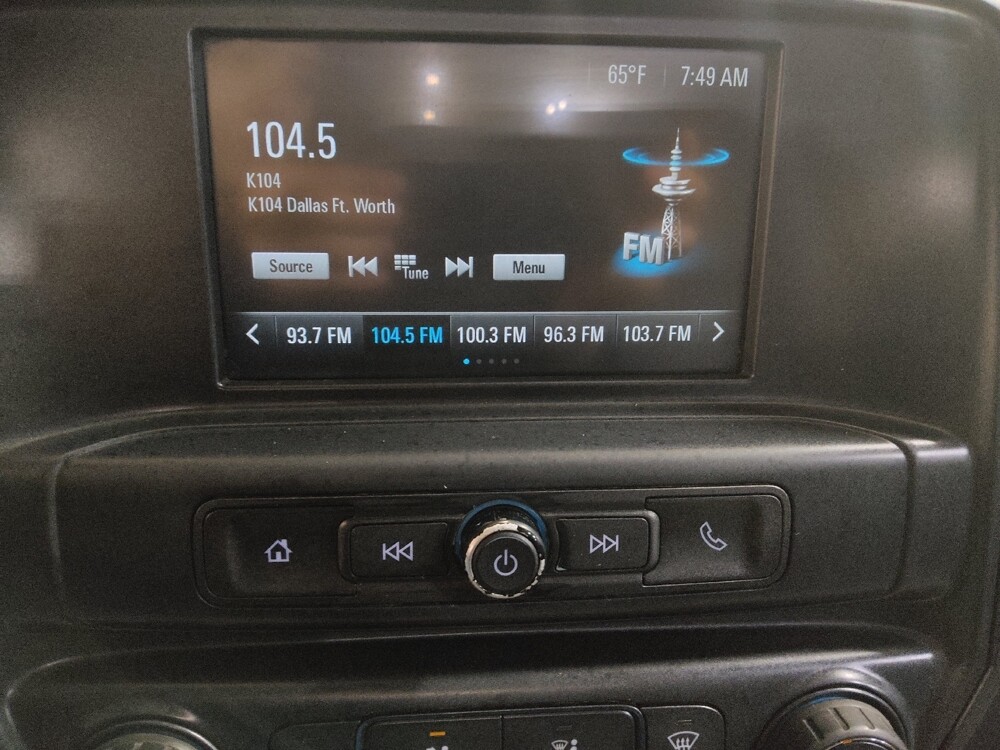 65°F 7:49 AM
104.5
K104
K104 Dallas Ft. Worth
FM
Source Tune Menu
93.7 FM 104.5 FM 100.3 FM 96.3 FM 103.7 FM